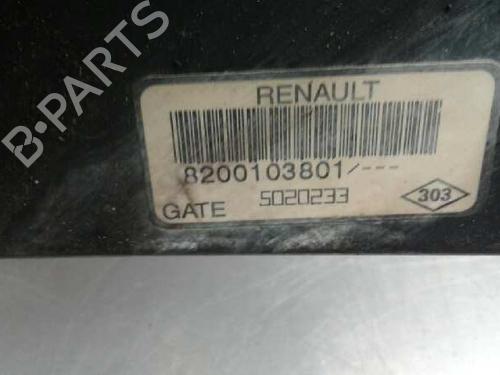 B-PARTS
RENAULT
8200103801/---
GATE 5020233
303